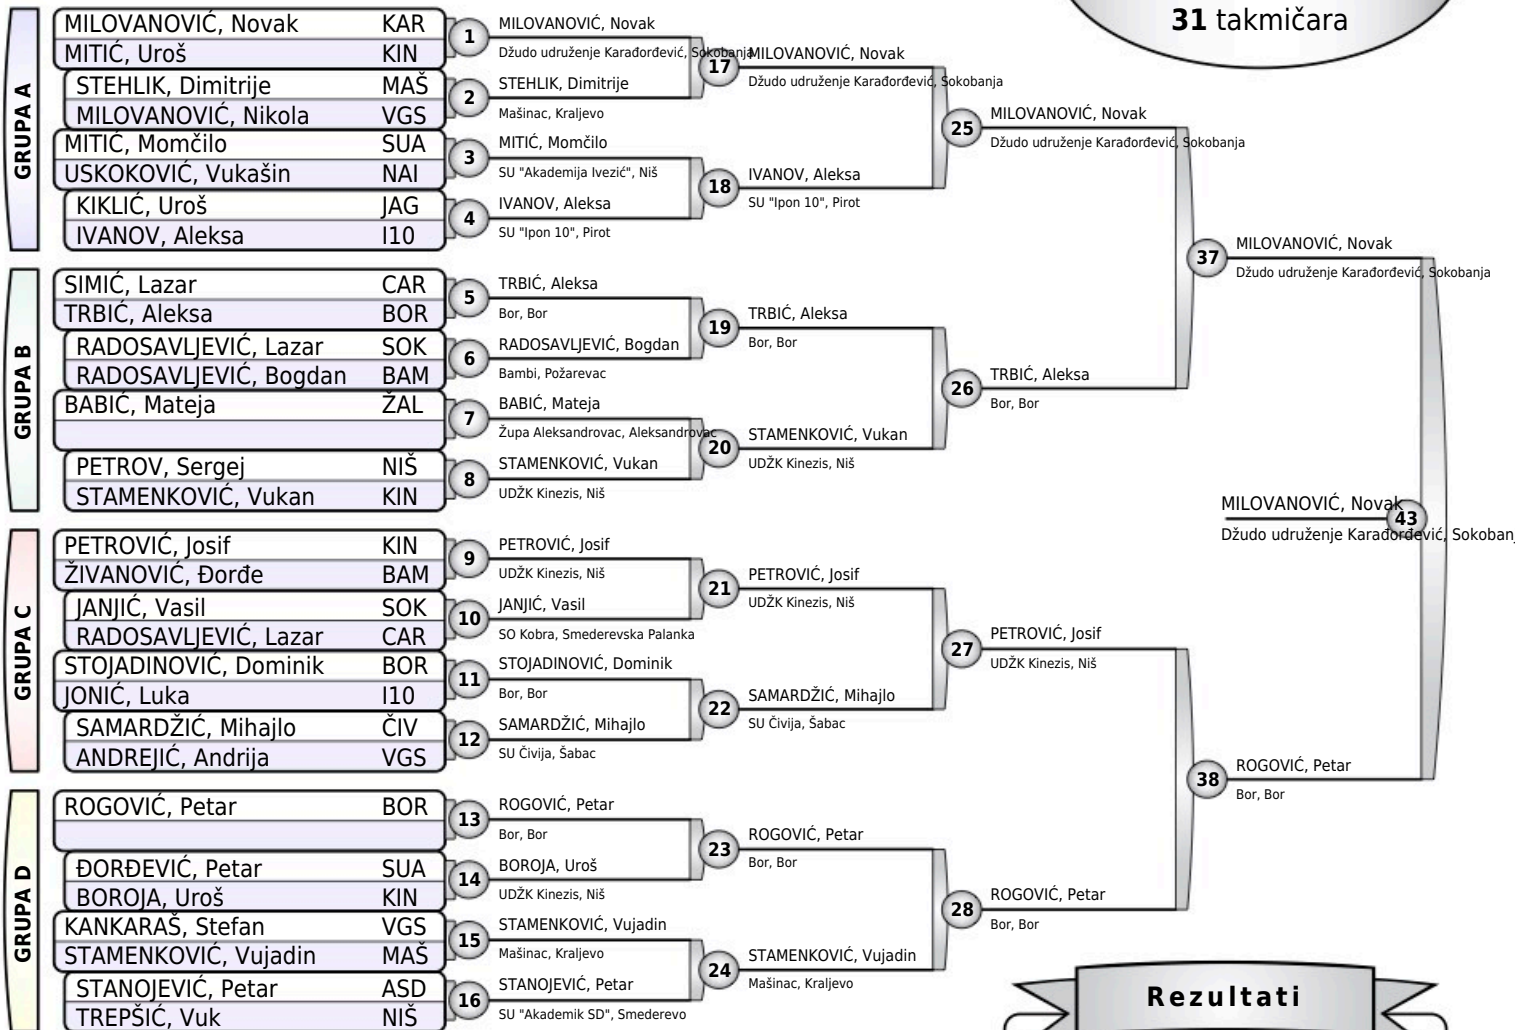 31 takmičara
GRUPA A
MILOVANOVIĆ, Novak KAR
MITIĆ, Uroš KIN
STEHLIK, Dimitrije MAŠ
MILOVANOVIĆ, Nikola VGS
MITIĆ, Momčilo SUA
USKOKOVIĆ, Vukašin NAI
KIKLIĆ, Uroš JAG
IVANOV, Aleksa I10
GRUPA B
SIMIĆ, Lazar CAR
TRBIĆ, Aleksa BOR
RADOSAVLJEVIĆ, Lazar SOK
RADOSAVLJEVIĆ, Bogdan BAM
BABIĆ, Mateja ŽAL
PETROV, Sergej NIŠ
STAMENKOVIĆ, Vukan KIN
GRUPA C
PETROVIĆ, Josif KIN
ŽIVANOVIĆ, Đorđe BAM
JANJIĆ, Vasil SOK
RADOSAVLJEVIĆ, Lazar CAR
STOJADINOVIĆ, Dominik BOR
JONIĆ, Luka I10
SAMARDŽIĆ, Mihajlo ČIV
ANDREJIĆ, Andrija VGS
GRUPA D
ROGOVIĆ, Petar BOR
ĐORĐEVIĆ, Petar SUA
BOROJA, Uroš KIN
KANKARAŠ, Stefan VGS
STAMENKOVIĆ, Vujadin MAŠ
STANOJEVIĆ, Petar ASD
TREPŠIĆ, Vuk NIŠ
1
MILOVANOVIĆ, Novak
Džudo udruženje Karađorđević, Sokobanja
2
STEHLIK, Dimitrije
Mašinac, Kraljevo
3
MITIĆ, Momčilo
SU "Akademija Ivezić", Niš
4
IVANOV, Aleksa
SU "Ipon 10", Pirot
5
TRBIĆ, Aleksa
Bor, Bor
6
RADOSAVLJEVIĆ, Bogdan
Bambi, Požarevac
7
BABIĆ, Mateja
Župa Aleksandrovac, Aleksandrovac
8
STAMENKOVIĆ, Vukan
UDŽK Kinezis, Niš
9
PETROVIĆ, Josif
UDŽK Kinezis, Niš
10
JANJIĆ, Vasil
SO Kobra, Smederevska Palanka
11
STOJADINOVIĆ, Dominik
Bor, Bor
12
SAMARDŽIĆ, Mihajlo
SU Čivija, Šabac
13
ROGOVIĆ, Petar
Bor, Bor
14
BOROJA, Uroš
UDŽK Kinezis, Niš
15
STAMENKOVIĆ, Vujadin
Mašinac, Kraljevo
16
STANOJEVIĆ, Petar
SU "Akademik SD", Smederevo
17
MILOVANOVIĆ, Novak
Džudo udruženje Karađorđević, Sokobanja
18
IVANOV, Aleksa
SU "Ipon 10", Pirot
19
TRBIĆ, Aleksa
Bor, Bor
20
STAMENKOVIĆ, Vukan
UDŽK Kinezis, Niš
21
PETROVIĆ, Josif
UDŽK Kinezis, Niš
22
SAMARDŽIĆ, Mihajlo
SU Čivija, Šabac
23
ROGOVIĆ, Petar
Bor, Bor
24
STAMENKOVIĆ, Vujadin
Mašinac, Kraljevo
25
MILOVANOVIĆ, Novak
Džudo udruženje Karađorđević, Sokobanja
26
TRBIĆ, Aleksa
Bor, Bor
27
PETROVIĆ, Josif
UDŽK Kinezis, Niš
28
ROGOVIĆ, Petar
Bor, Bor
37
MILOVANOVIĆ, Novak
Džudo udruženje Karađorđević, Sokobanja
38
ROGOVIĆ, Petar
Bor, Bor
43
MILOVANOVIĆ, Novak
Džudo udruženje Karađorđević,
Rezultati